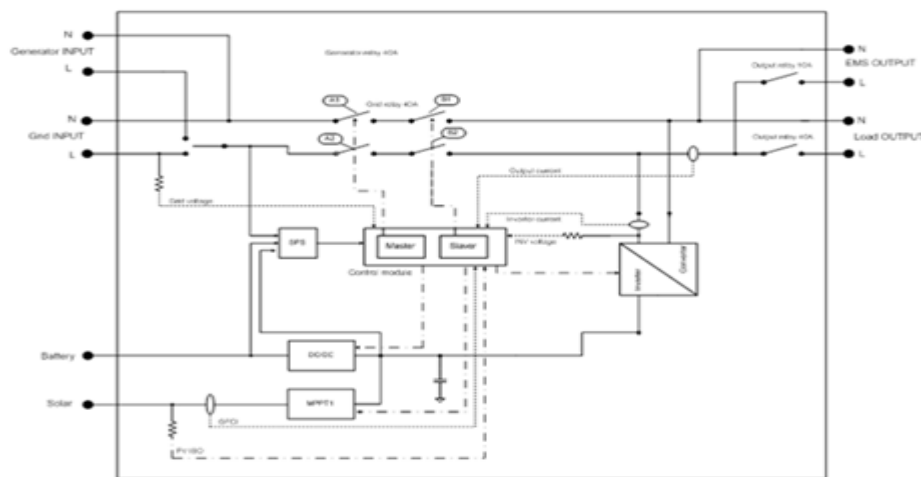 N
Generator INPUT
L
Generator relay 40A
N
EMS OUTPUT
Output relay 40A
L
A1
Grid relay 40A
B1
N
N
Grid INPUT
A2
B2
Output relay 40A
Load OUTPUT
L
L
Output current
Grid voltage
Inverter current
SPS
Master
Slaver
INV voltage
Control module
Inverter
Battery
DC/DC
Solar
MPPT1
GFCI
PV ISO